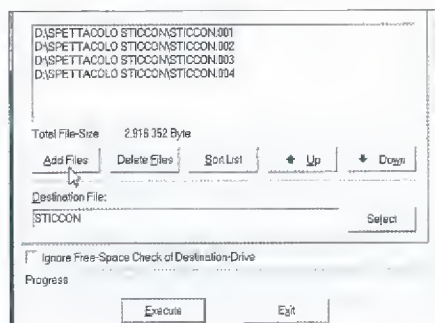 D:\SPETTACOLO STICCON\STICCON.001
D:\SPETTACOLO STICCON\STICCON.002
D:\SPETTACOLO STICCON\STICCON.003
D:\SPETTACOLO STICCON\STICCON.004
Total File-Size 2.916.352 Byte
Add Files Delete Files Sort List Up Down
Destination File:
STICCON Select
Ignore Free-Space Check of Destination-Drive
Progress
Execute Exit